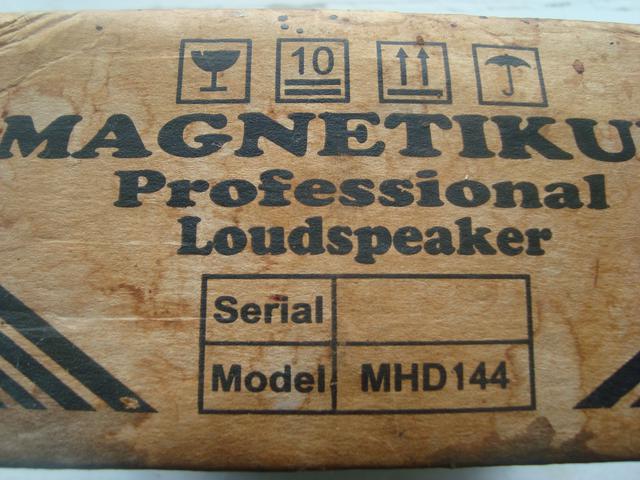 10
MAGNETIKU
Professional
Loudspeaker
Serial
Model MHD144